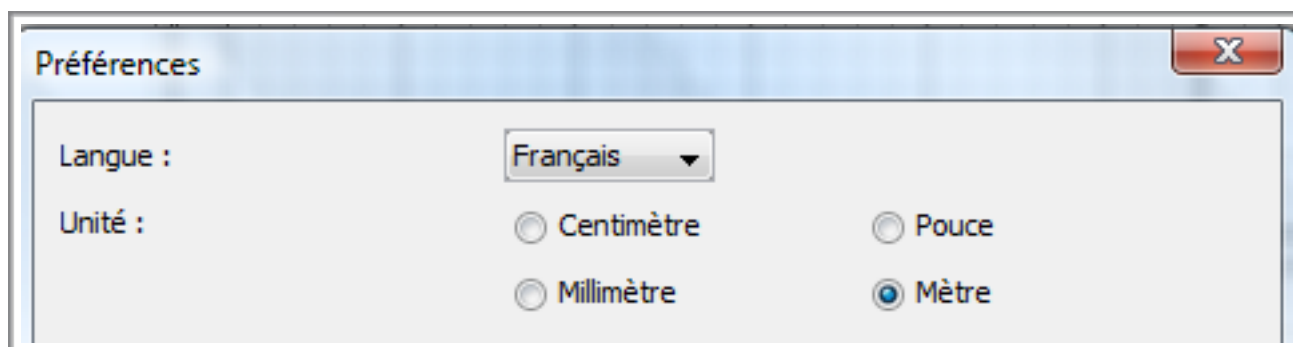 Préférences
Langue : Français
Unité : Centimètre Pouce
Millimètre Mètre